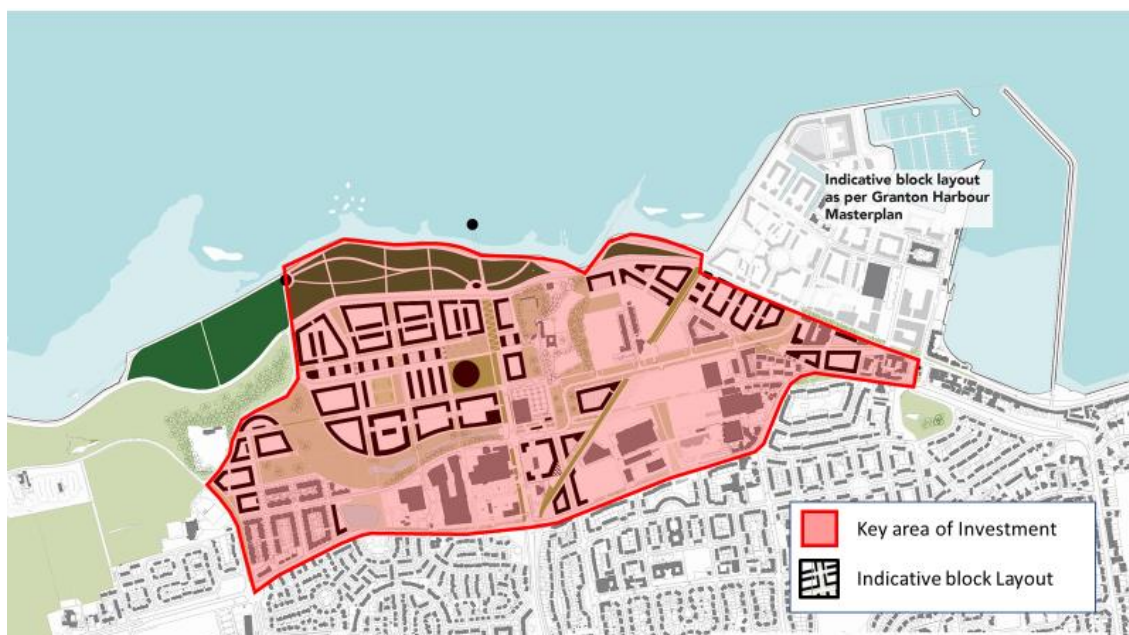 Indicative block layout
as per Granton Harbour
Masterplan
Key area of Investment
Indicative block Layout